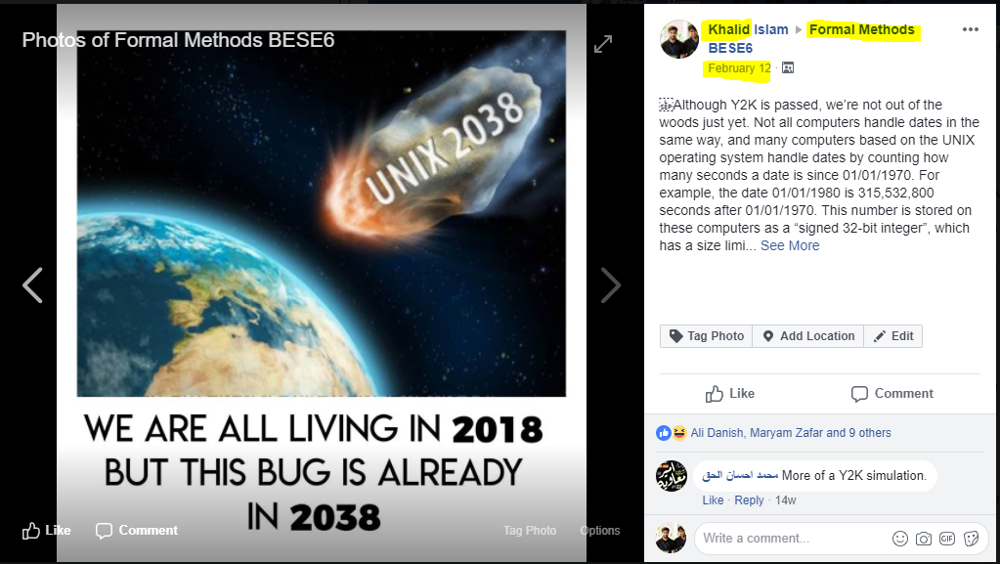 Photos of Formal Methods BESE6
UNIX 2038
WE ARE ALL LIVING IN 2018
BUT THIS BUG IS ALREADY
IN 2038
Like Comment
Tag Photo Options
Khalid Islam ▸ Formal Methods
BESE6
February 12 ·
Although Y2K is passed, we’re not out of the
woods just yet. Not all computers handle dates in the
same way, and many computers based on the UNIX
operating system handle dates by counting how
many seconds a date is since 01/01/1970. For
example, the date 01/01/1980 is 315,532,800
seconds after 01/01/1970. This number is stored on
these computers as a “signed 32-bit integer”, which
has a size limi... See More
Tag Photo Add Location Edit
Like Comment
Ali Danish, Maryam Zafar and 9 others
محمد احسان الحق More of a Y2K simulation.
Like · Reply · 14w
Write a comment...
GIF